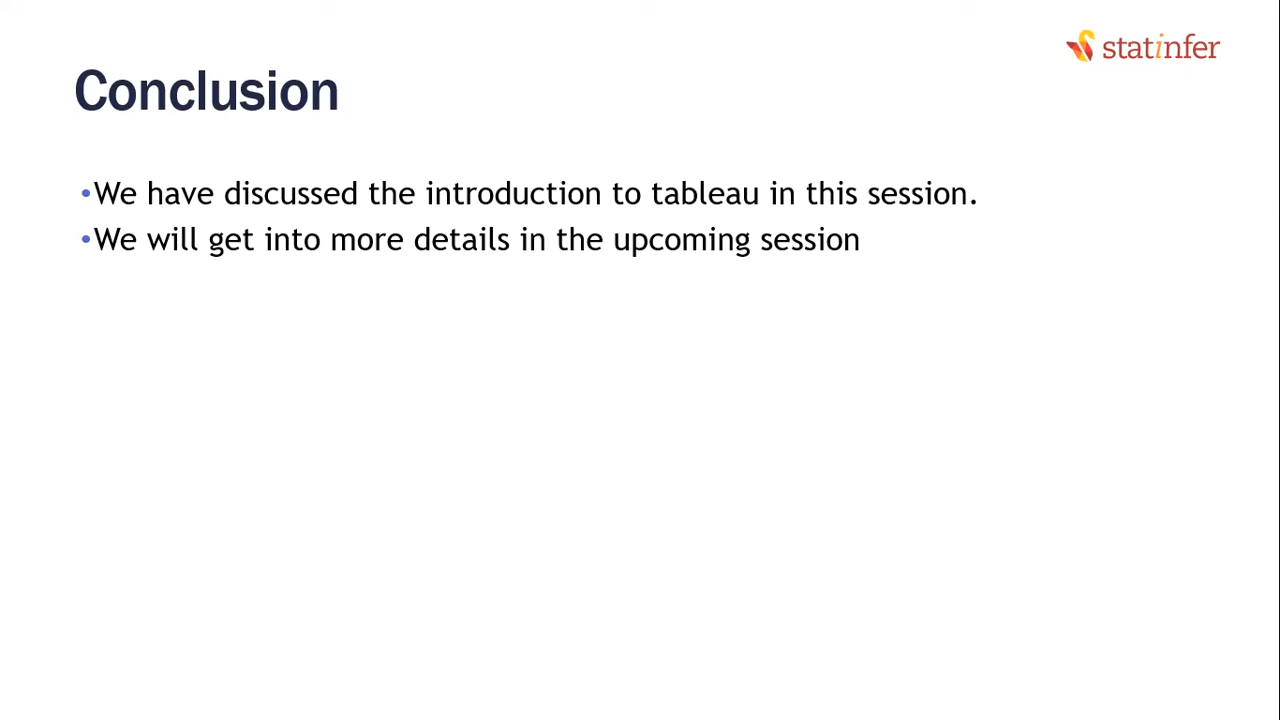 statinfer
Conclusion
•We have discussed the introduction to tableau in this session.
•We will get into more details in the upcoming session